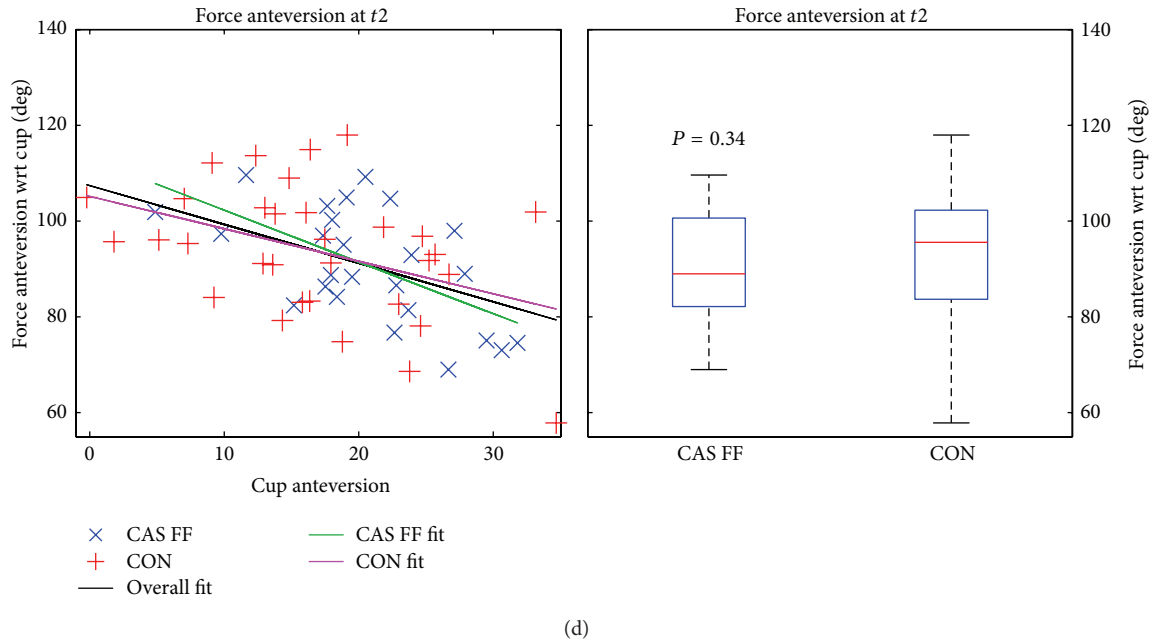 Force anteversion at t2
Force anteversion at t2
140
120
100
80
60
Force anteversion wrt cup (deg)
0 10 20 30
Cup anteversion
P = 0.34
CAS FF CON
140
120
100
80
60
Force anteversion wrt cup (deg)
CAS FF
CON
Overall fit
CAS FF fit
CON fit
(d)